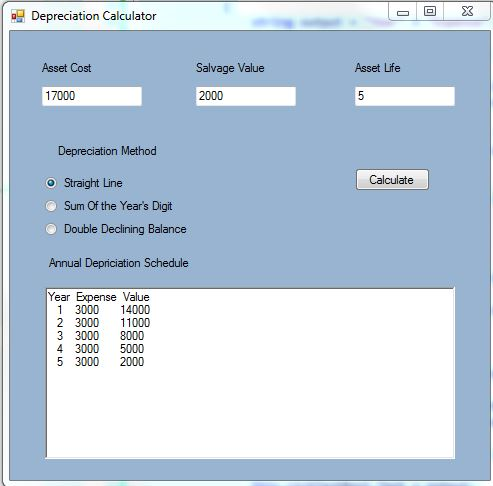 Depreciation Calculator
Asset Cost Salvage Value Asset Life
17000 2000 5
Depreciation Method
Straight Line
Calculate
Sum Of the Year's Digit
Double Declining Balance
Annual Depriciation Schedule
Year Expense Value
1 3000 14000
2 3000 11000
3 3000 8000
4 3000 5000
5 3000 2000